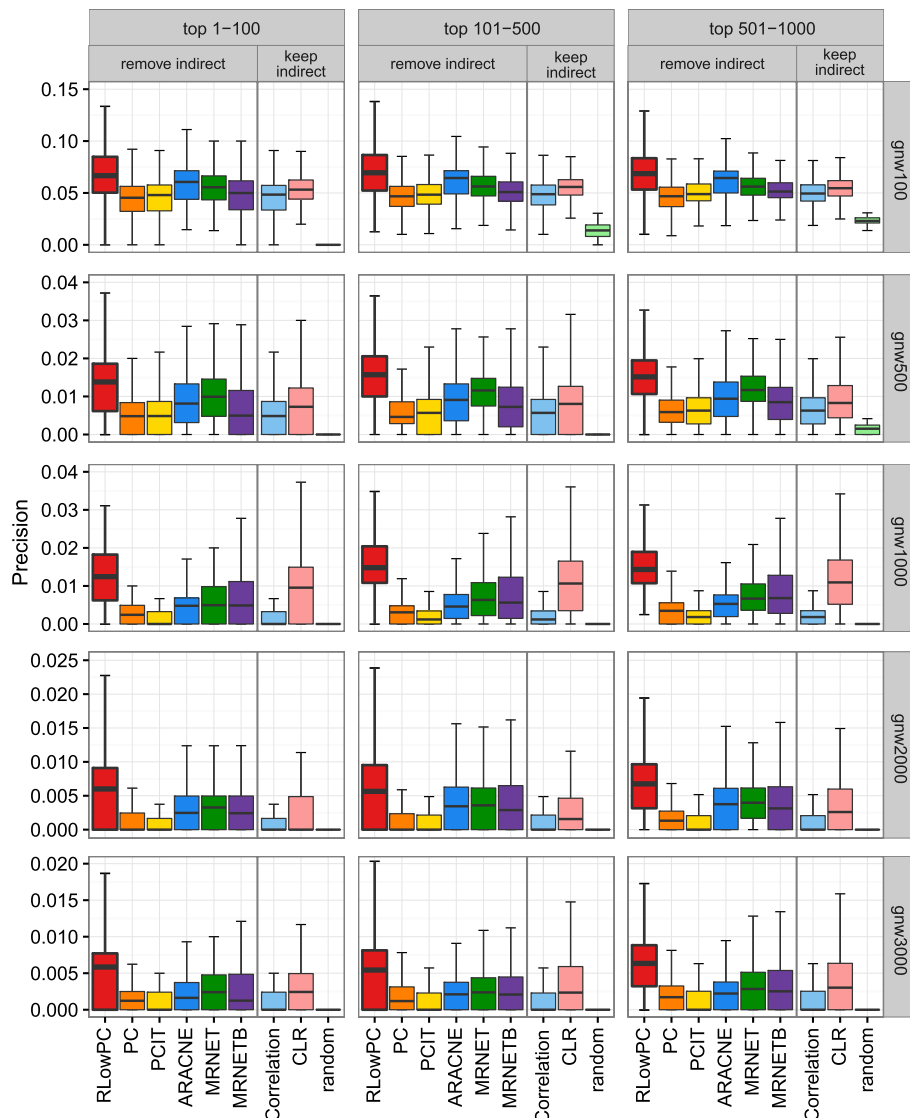 top 1−100 top 101−500 top 501−1000
remove indirect keep indirect remove indirect keep indirect remove indirect keep indirect
0.15
0.10
0.05
0.00
gnw100
0.04
0.03
0.02
0.01
0.00
gnw500
0.04
0.03
0.02
0.01
0.00
gnw1000
Precision
0.025
0.020
0.015
0.010
0.005
0.000
gnw2000
0.020
0.015
0.010
0.005
0.000
gnw3000
RLowPC PC PCIT ARACNE MRNET MRNETB Correlation CLR random RLowPC PC PCIT ARACNE MRNET MRNETB Correlation CLR random RLowPC PC PCIT ARACNE MRNET MRNETB Correlation CLR random